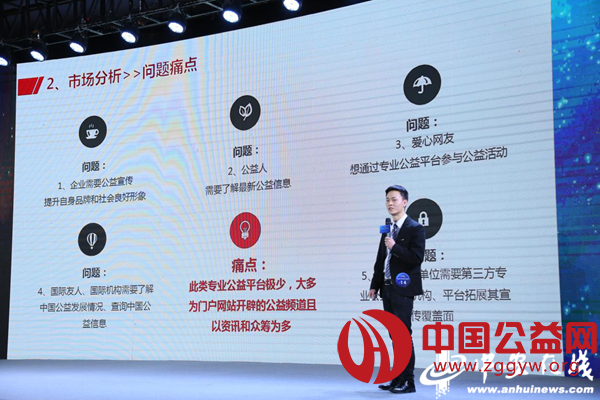 2、市场分析>>问题痛点
问题：
1、企业需要公益宣传
提升自身品牌和社会良好形象
问题：
2、公益人
需要了解最新公益信息
问题：
3、爱心网友
想通过专业公益平台参与公益活动
问题：
4、国际友人、国际机构需要了解
中国公益发展情况、查询中国公
益信息
痛点：
此类专业公益平台极少，大多
为门户网站开辟的公益频道且
以资讯和众筹为多
问题：
5、
单位需要第三方专
业
构、平台拓展其宣
传覆盖面
14
中国公益网
www.zggyw.org
中安在线
www.anhuinews.com